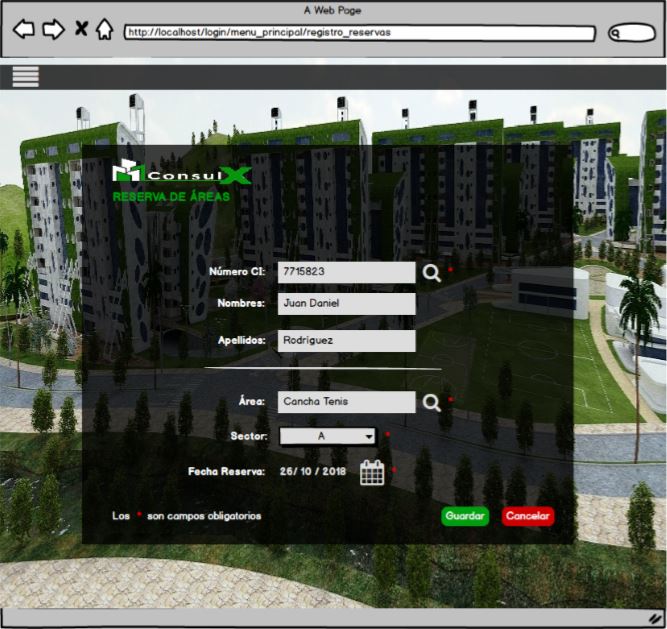 A Web Page
http://localhost/login/menu_principal/registro_reservas
M ConsulX
RESERVA DE ÁREAS
Número CI: 7715823 *
Nombres: Juan Daniel
Apellidos: Rodríguez
Área: Cancha Tenis *
Sector: A *
Fecha Reserva: 26/ 10 / 2018 *
Los * son campos obligatorios
Guardar Cancelar